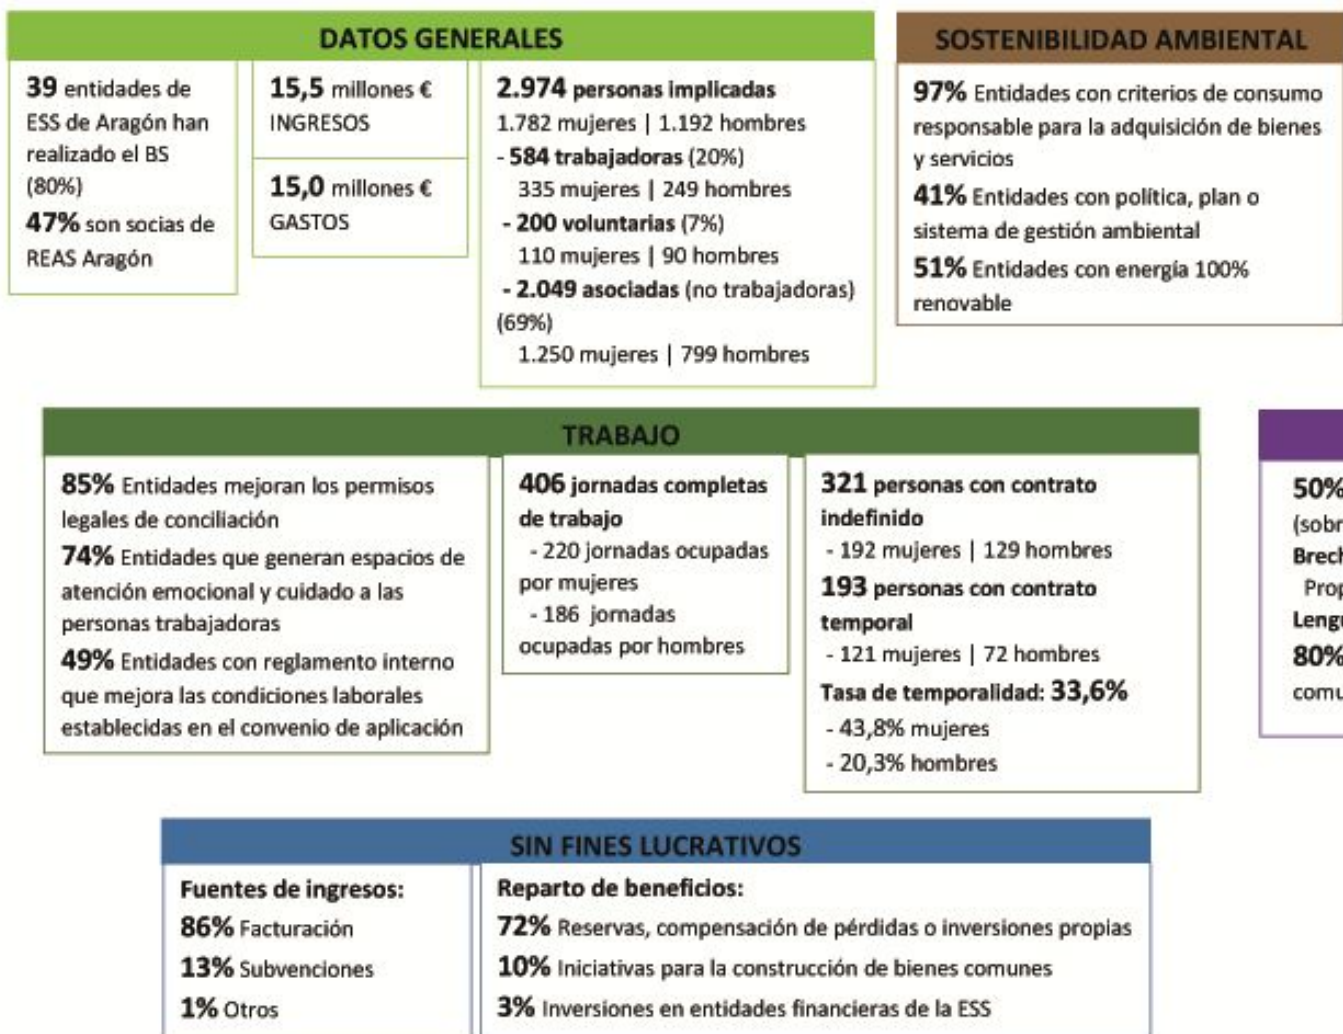 DATOS GENERALES
39 entidades de
ESS de Aragón han
realizado el BS
(80%)
47% son socias de
REAS Aragón
15,5 millones €
INGRESOS
15,0 millones €
GASTOS
2.974 personas implicadas
1.782 mujeres | 1.192 hombres
- 584 trabajadoras (20%)
335 mujeres | 249 hombres
- 200 voluntarias (7%)
110 mujeres | 90 hombres
- 2.049 asociadas (no trabajadoras)
(69%)
1.250 mujeres | 799 hombres
SOSTENIBILIDAD AMBIENTAL
97% Entidades con criterios de consumo
responsable para la adquisición de bienes
y servicios
41% Entidades con política, plan o
sistema de gestión ambiental
51% Entidades con energía 100%
renovable
TRABAJO
85% Entidades mejoran los permisos
legales de conciliación
74% Entidades que generan espacios de
atención emocional y cuidado a las
personas trabajadoras
49% Entidades con reglamento interno
que mejora las condiciones laborales
establecidas en el convenio de aplicación
406 jornadas completas
de trabajo
- 220 jornadas ocupadas
por mujeres
- 186 jornadas
ocupadas por hombres
321 personas con contrato
indefinido
- 192 mujeres | 129 hombres
193 personas con contrato
temporal
- 121 mujeres | 72 hombres
Tasa de temporalidad: 33,6%
- 43,8% mujeres
- 20,3% hombres
50%
(sobr
Brech
Prop
Lengu
80%
comu
SIN FINES LUCRATIVOS
Fuentes de ingresos:
86% Facturación
13% Subvenciones
1% Otros
Reparto de beneficios:
72% Reservas, compensación de pérdidas o inversiones propias
10% Iniciativas para la construcción de bienes comunes
3% Inversiones en entidades financieras de la ESS